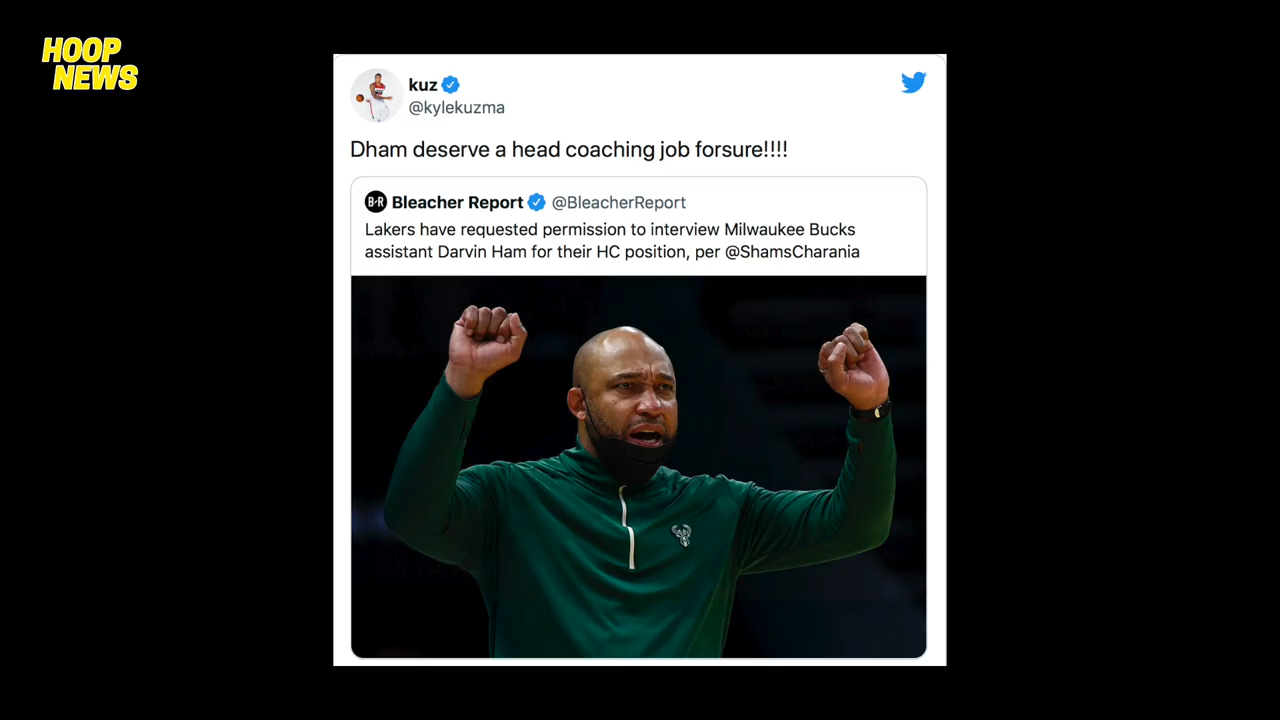 HOOP
NEWS
kuz
@kylekuzma
Dham deserve a head coaching job forsure!!!!
B/R Bleacher Report @BleacherReport
Lakers have requested permission to interview Milwaukee Bucks
assistant Darvin Ham for their HC position, per @ShamsCharania